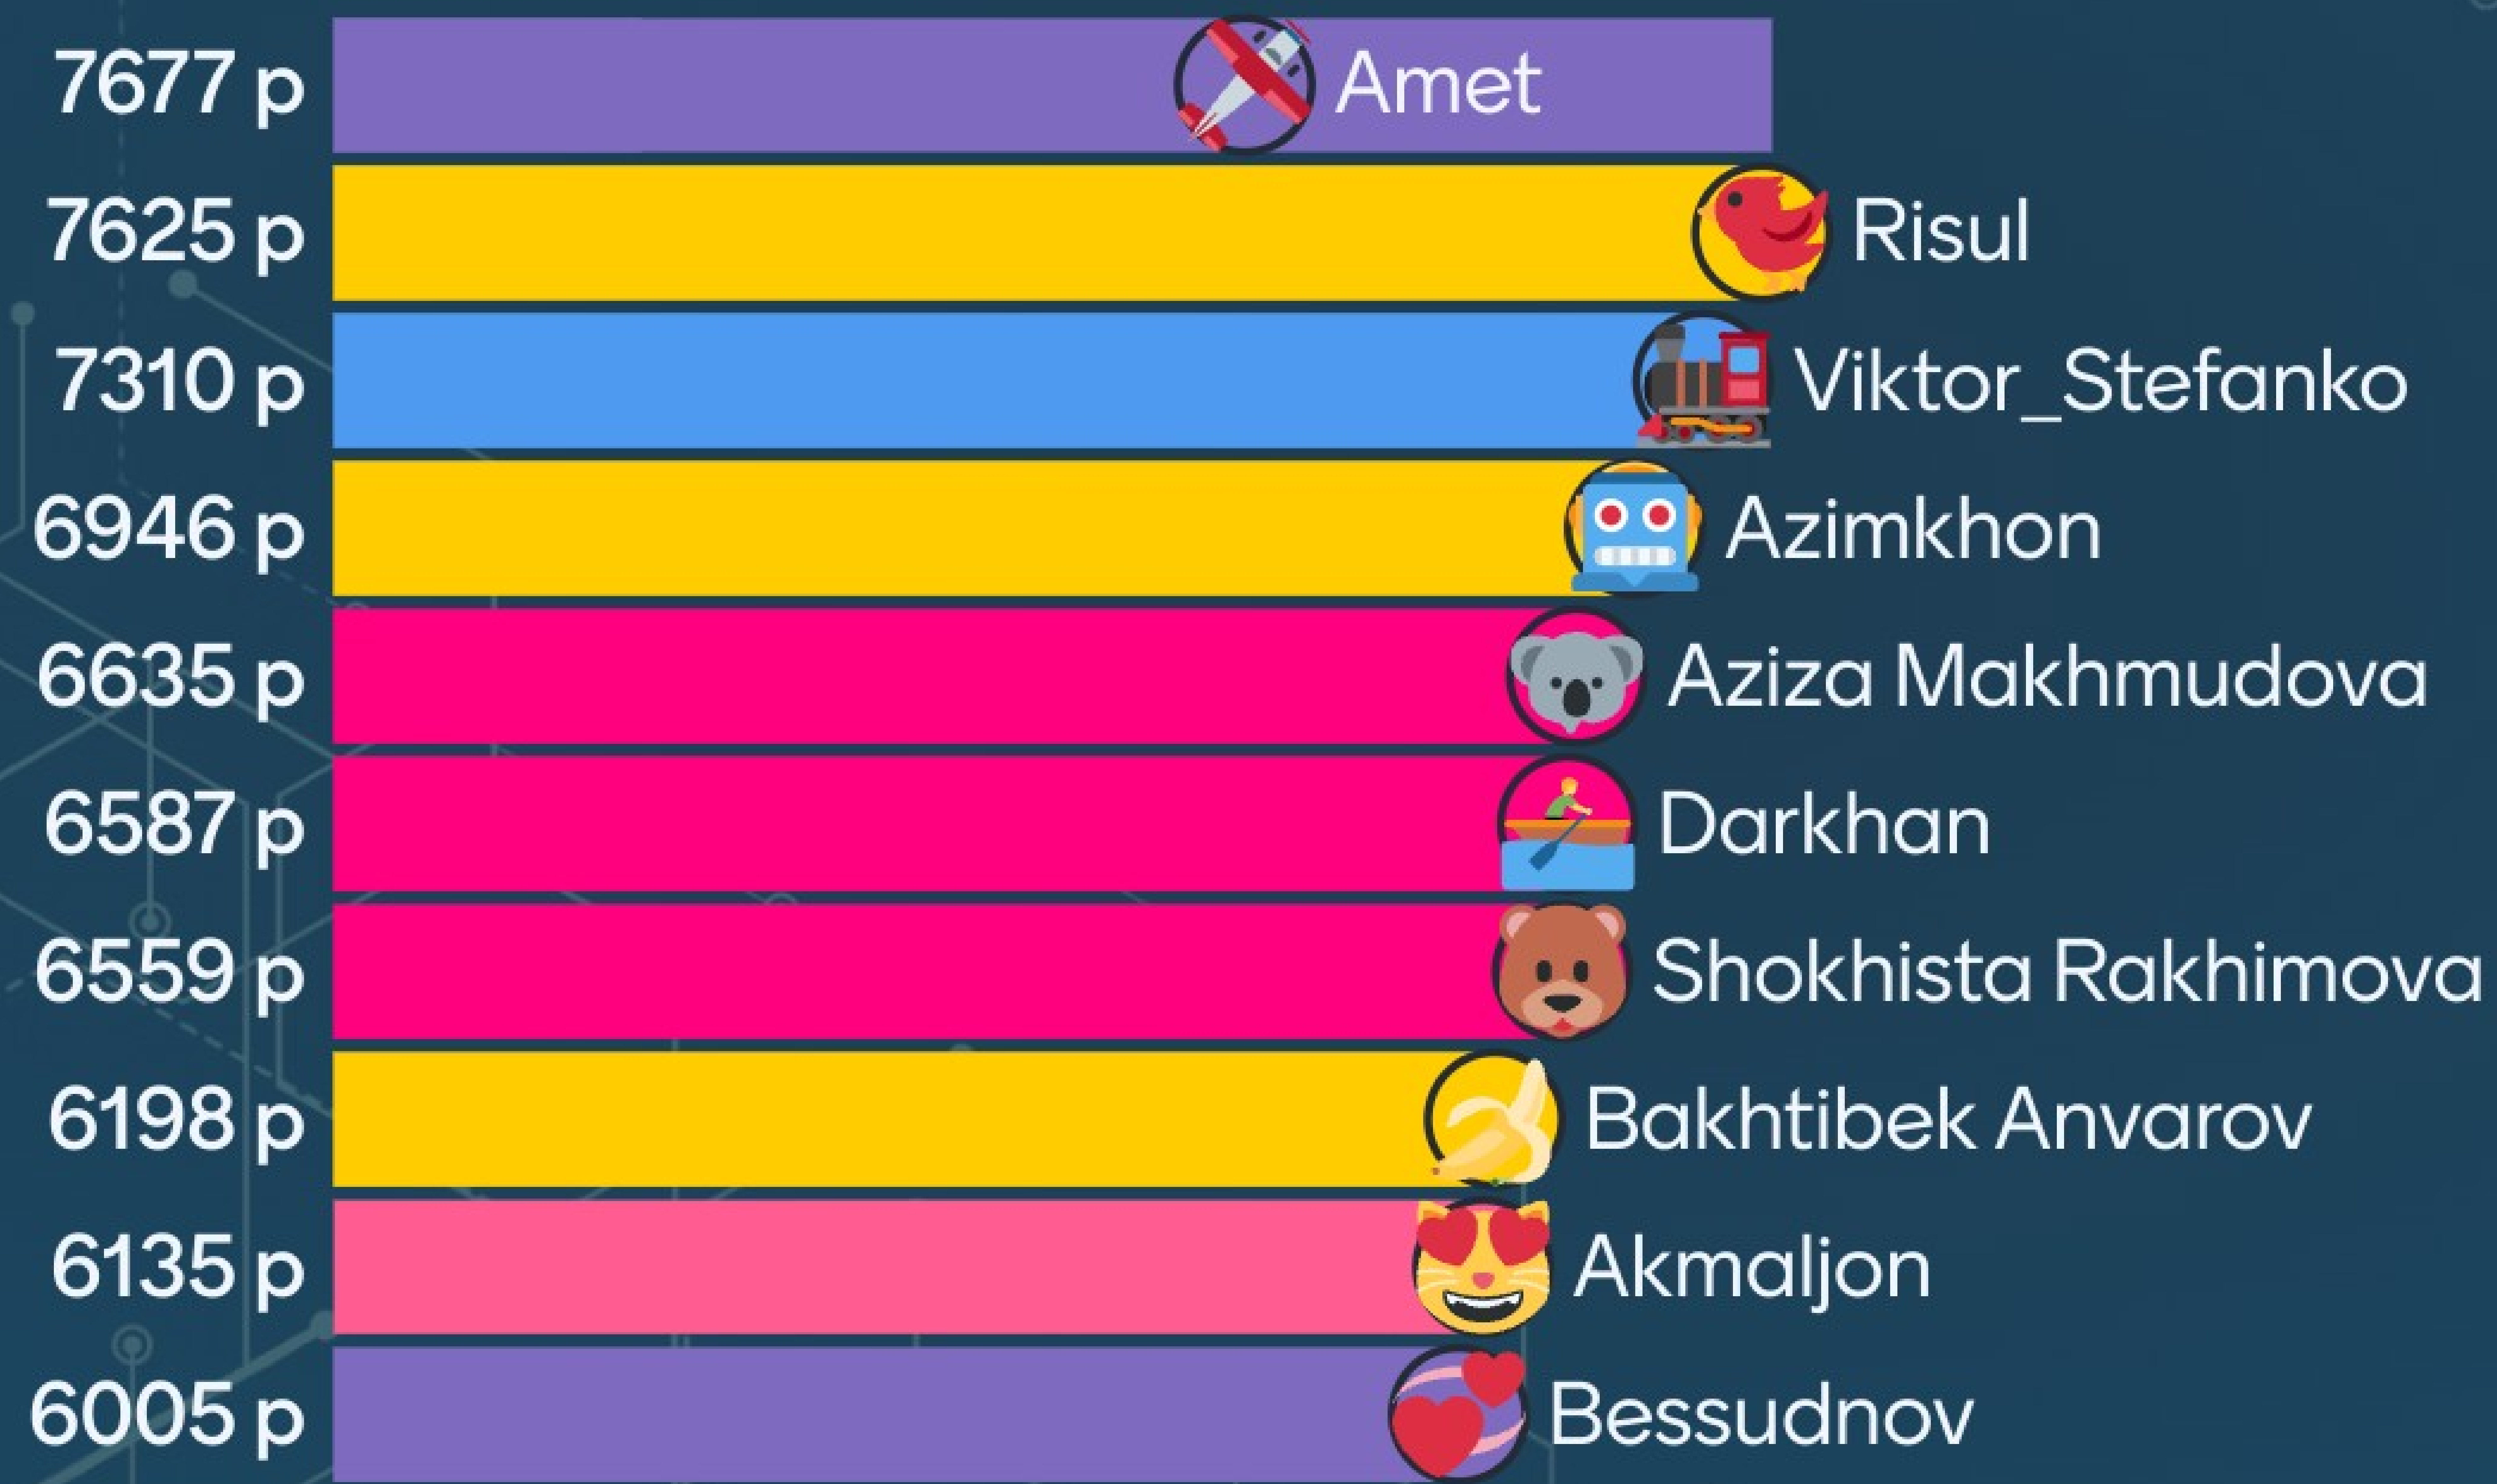 7677 p Amet
7625 p Risul
7310 p Viktor_Stefanko
6946 p Azimkhon
6635 p Aziza Makhmudova
6587 p Darkhan
6559 p Shokhista Rakhimova
6198 p Bakhtibek Anvarov
6135 p Akmaljon
6005 p Bessudnov